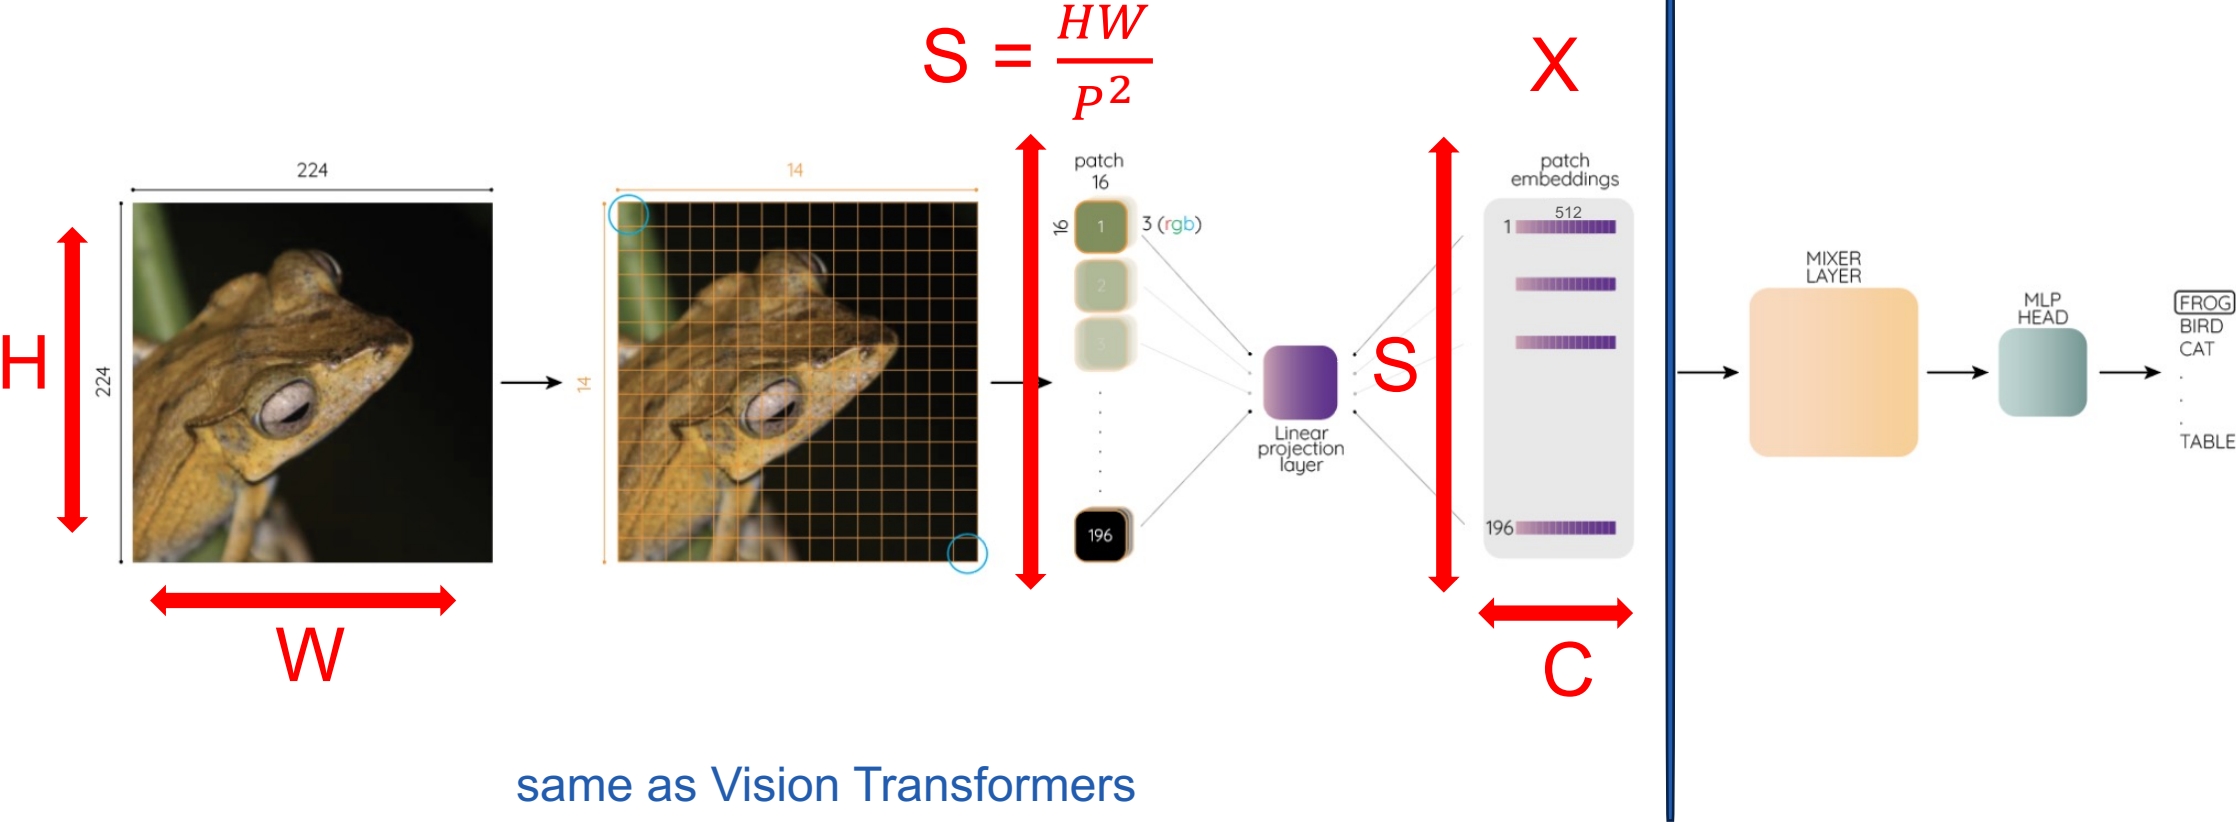 S = HW / P²
X
224
224
H
W
14
14
patch
16
16
3 (rgb)
1
2
3
196
Linear
projection
layer
S
patch
embeddings
512
1
196
C
MIXER
LAYER
MLP
HEAD
FROG
BIRD
CAT
.
.
.
TABLE
same as Vision Transformers